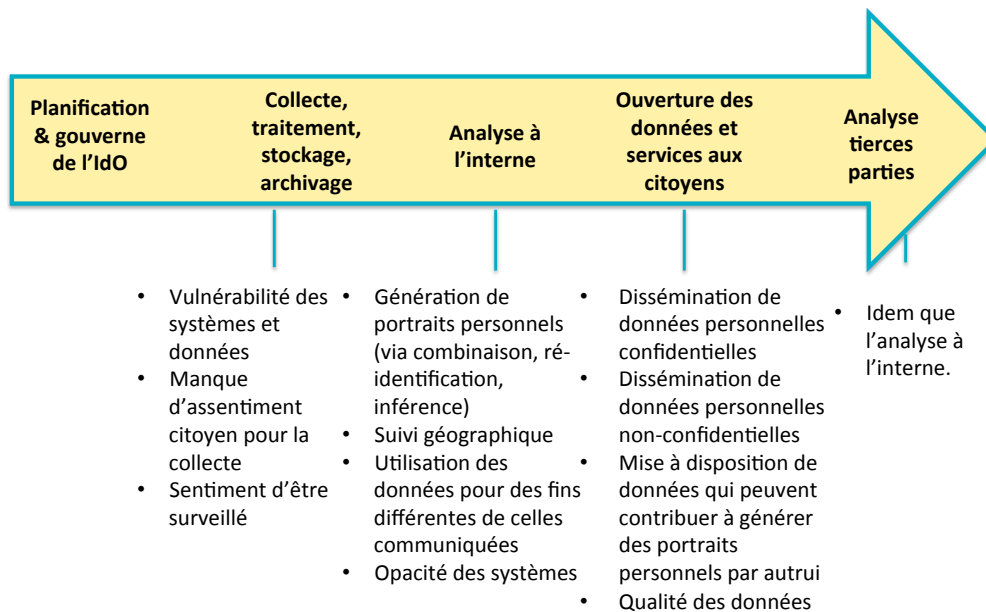 Planification
& gouverne
de l'IdO
Collecte,
traitement,
stockage,
archivage
Analyse à
l'interne
Ouverture des
données et
services aux
citoyens
Analyse
tierces
parties
• Vulnérabilité des
systèmes et
données
• Manque
d'assentiment
citoyen pour la
collecte
• Sentiment d'être
surveillé
• Génération de
portraits personnels
(via combinaison, ré-
identification,
inférence)
• Suivi géographique
• Utilisation des
données pour des fins
différentes de celles
communiquées
• Opacité des systèmes
• Dissémination de
données personnelles
confidentielles
• Dissémination de
données personnelles
non-confidentielles
• Mise à disposition de
données qui peuvent
contribuer à générer
des portraits
personnels par autrui
• Qualité des données
• Idem que
l'analyse à
l'interne.